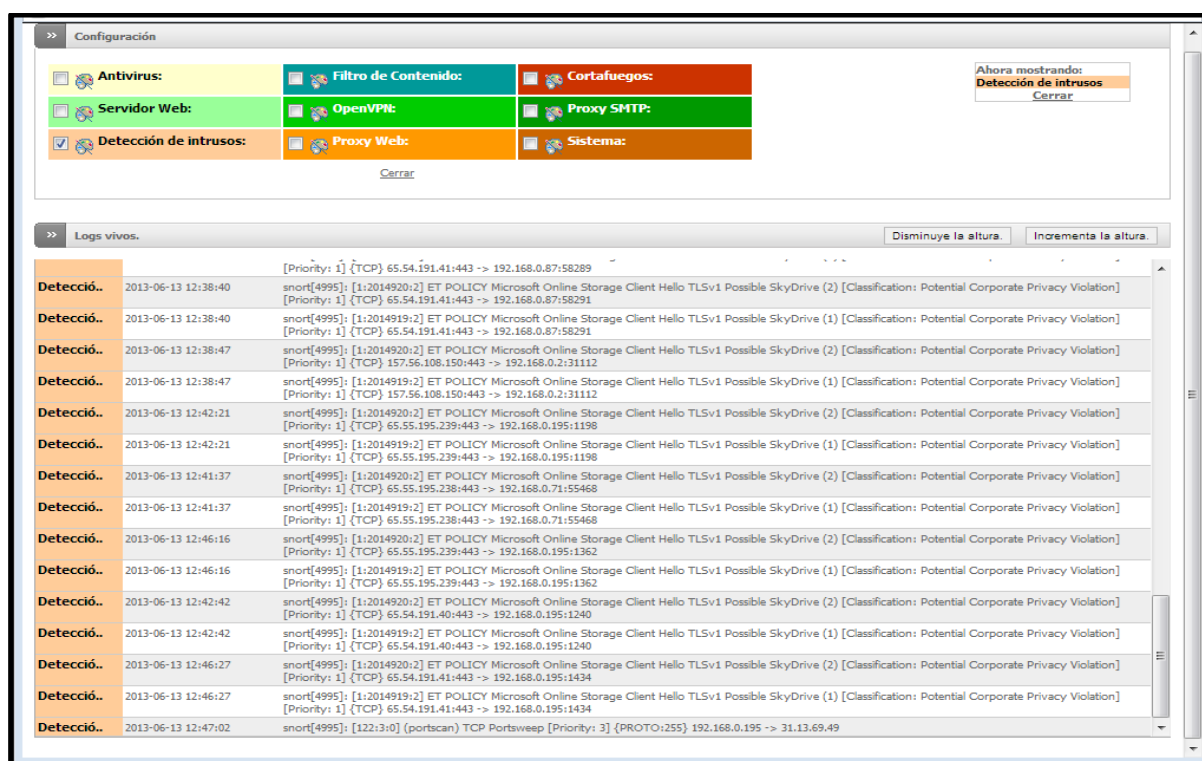 >> Configuración
Antivirus: Filtro de Contenido: Cortafuegos:
Servidor Web: OpenVPN: Proxy SMTP:
Detección de intrusos: Proxy Web: Sistema:
Cerrar
Ahora mostrando:
Detección de intrusos
Cerrar
>> Logs vivos. Disminuye la altura. Incrementa la altura.
[Priority: 1] {TCP} 65.54.191.41:443 -> 192.168.0.87:58289
Detecció.. 2013-06-13 12:38:40 snort[4995]: [1:2014920:2] ET POLICY Microsoft Online Storage Client Hello TLSv1 Possible SkyDrive (2) [Classification: Potential Corporate Privacy Violation]
[Priority: 1] {TCP} 65.54.191.41:443 -> 192.168.0.87:58291
Detecció.. 2013-06-13 12:38:40 snort[4995]: [1:2014919:2] ET POLICY Microsoft Online Storage Client Hello TLSv1 Possible SkyDrive (1) [Classification: Potential Corporate Privacy Violation]
[Priority: 1] {TCP} 65.54.191.41:443 -> 192.168.0.87:58291
Detecció.. 2013-06-13 12:38:47 snort[4995]: [1:2014920:2] ET POLICY Microsoft Online Storage Client Hello TLSv1 Possible SkyDrive (2) [Classification: Potential Corporate Privacy Violation]
[Priority: 1] {TCP} 157.56.108.150:443 -> 192.168.0.2:31112
Detecció.. 2013-06-13 12:38:47 snort[4995]: [1:2014919:2] ET POLICY Microsoft Online Storage Client Hello TLSv1 Possible SkyDrive (1) [Classification: Potential Corporate Privacy Violation]
[Priority: 1] {TCP} 157.56.108.150:443 -> 192.168.0.2:31112
Detecció.. 2013-06-13 12:42:21 snort[4995]: [1:2014920:2] ET POLICY Microsoft Online Storage Client Hello TLSv1 Possible SkyDrive (2) [Classification: Potential Corporate Privacy Violation]
[Priority: 1] {TCP} 65.55.195.239:443 -> 192.168.0.195:1198
Detecció.. 2013-06-13 12:42:21 snort[4995]: [1:2014919:2] ET POLICY Microsoft Online Storage Client Hello TLSv1 Possible SkyDrive (1) [Classification: Potential Corporate Privacy Violation]
[Priority: 1] {TCP} 65.55.195.239:443 -> 192.168.0.195:1198
Detecció.. 2013-06-13 12:41:37 snort[4995]: [1:2014920:2] ET POLICY Microsoft Online Storage Client Hello TLSv1 Possible SkyDrive (2) [Classification: Potential Corporate Privacy Violation]
[Priority: 1] {TCP} 65.55.195.238:443 -> 192.168.0.71:55468
Detecció.. 2013-06-13 12:41:37 snort[4995]: [1:2014919:2] ET POLICY Microsoft Online Storage Client Hello TLSv1 Possible SkyDrive (1) [Classification: Potential Corporate Privacy Violation]
[Priority: 1] {TCP} 65.55.195.238:443 -> 192.168.0.71:55468
Detecció.. 2013-06-13 12:46:16 snort[4995]: [1:2014920:2] ET POLICY Microsoft Online Storage Client Hello TLSv1 Possible SkyDrive (2) [Classification: Potential Corporate Privacy Violation]
[Priority: 1] {TCP} 65.55.195.239:443 -> 192.168.0.195:1362
Detecció.. 2013-06-13 12:46:16 snort[4995]: [1:2014919:2] ET POLICY Microsoft Online Storage Client Hello TLSv1 Possible SkyDrive (1) [Classification: Potential Corporate Privacy Violation]
[Priority: 1] {TCP} 65.55.195.239:443 -> 192.168.0.195:1362
Detecció.. 2013-06-13 12:42:42 snort[4995]: [1:2014920:2] ET POLICY Microsoft Online Storage Client Hello TLSv1 Possible SkyDrive (2) [Classification: Potential Corporate Privacy Violation]
[Priority: 1] {TCP} 65.54.191.40:443 -> 192.168.0.195:1240
Detecció.. 2013-06-13 12:42:42 snort[4995]: [1:2014919:2] ET POLICY Microsoft Online Storage Client Hello TLSv1 Possible SkyDrive (1) [Classification: Potential Corporate Privacy Violation]
[Priority: 1] {TCP} 65.54.191.40:443 -> 192.168.0.195:1240
Detecció.. 2013-06-13 12:46:27 snort[4995]: [1:2014920:2] ET POLICY Microsoft Online Storage Client Hello TLSv1 Possible SkyDrive (2) [Classification: Potential Corporate Privacy Violation]
[Priority: 1] {TCP} 65.54.191.41:443 -> 192.168.0.195:1434
Detecció.. 2013-06-13 12:46:27 snort[4995]: [1:2014919:2] ET POLICY Microsoft Online Storage Client Hello TLSv1 Possible SkyDrive (1) [Classification: Potential Corporate Privacy Violation]
[Priority: 1] {TCP} 65.54.191.41:443 -> 192.168.0.195:1434
Detecció.. 2013-06-13 12:47:02 snort[4995]: [122:3:0] (portscan) TCP Portsweep [Priority: 3] {PROTO:255} 192.168.0.195 -> 31.13.69.49